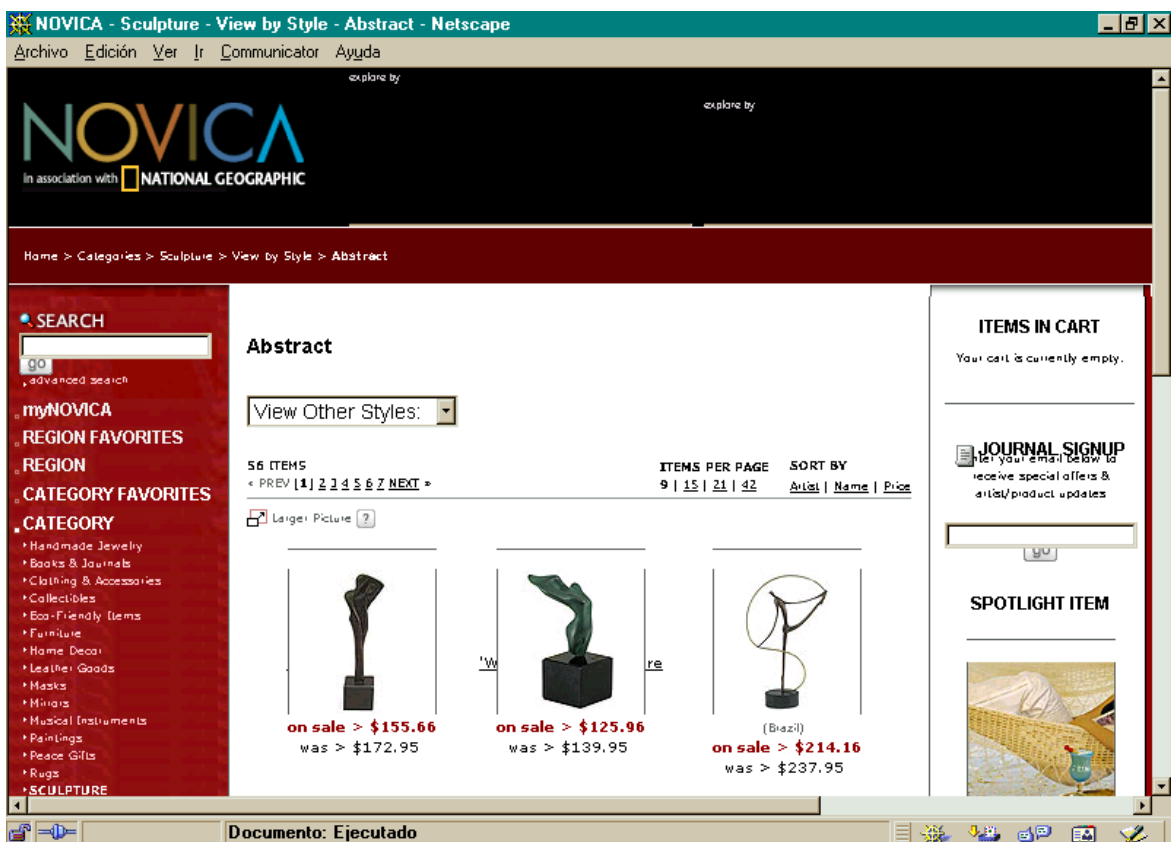 NOVICA - Sculpture - View by Style - Abstract - Netscape
Archivo Edición Ver Ir Communicator Ayuda
explore by
explore by
NOVICA
in association with NATIONAL GEOGRAPHIC
Home > Categories > Sculpture > View by Style > Abstract
SEARCH
go
advanced search
myNOVICA
REGION FAVORITES
REGION
CATEGORY FAVORITES
CATEGORY
Handmade Jewelry
Books & Journals
Clothing & Accessories
Collectibles
Eco-Friendly Items
Furniture
Home Decor
Leather Goods
Masks
Mirrors
Musical Instruments
Paintings
Peace Gifts
Rugs
SCULPTURE
Abstract
View Other Styles:
56 ITEMS
« PREV [1] 2 3 4 5 6 7 NEXT »
ITEMS PER PAGE
9 | 15 | 21 | 42
SORT BY
Artist | Name | Price
Larger Picture ?
on sale > $155.66
was > $172.95
'W re
on sale > $125.96
was > $139.95
(Brazil)
on sale > $214.16
was > $237.95
ITEMS IN CART
Your cart is currently empty.
JOURNAL SIGNUP
your email below to
receive special offers &
artist/product updates
go
SPOTLIGHT ITEM
Documento: Ejecutado